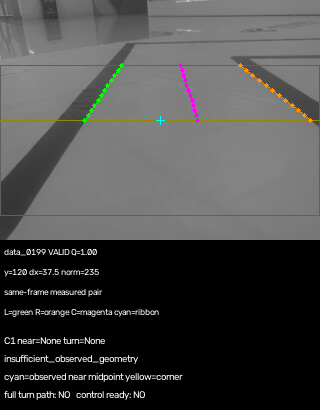 data_0199 VALID Q=1.00
y=120 dx=37.5 norm=235
same-frame measured pair
L=green R=orange C=magenta cyan=ribbon
C1 near=None turn=None
insufficient_observed_geometry
cyan=observed near midpoint yellow=corner
full turn path: NO control ready: NO